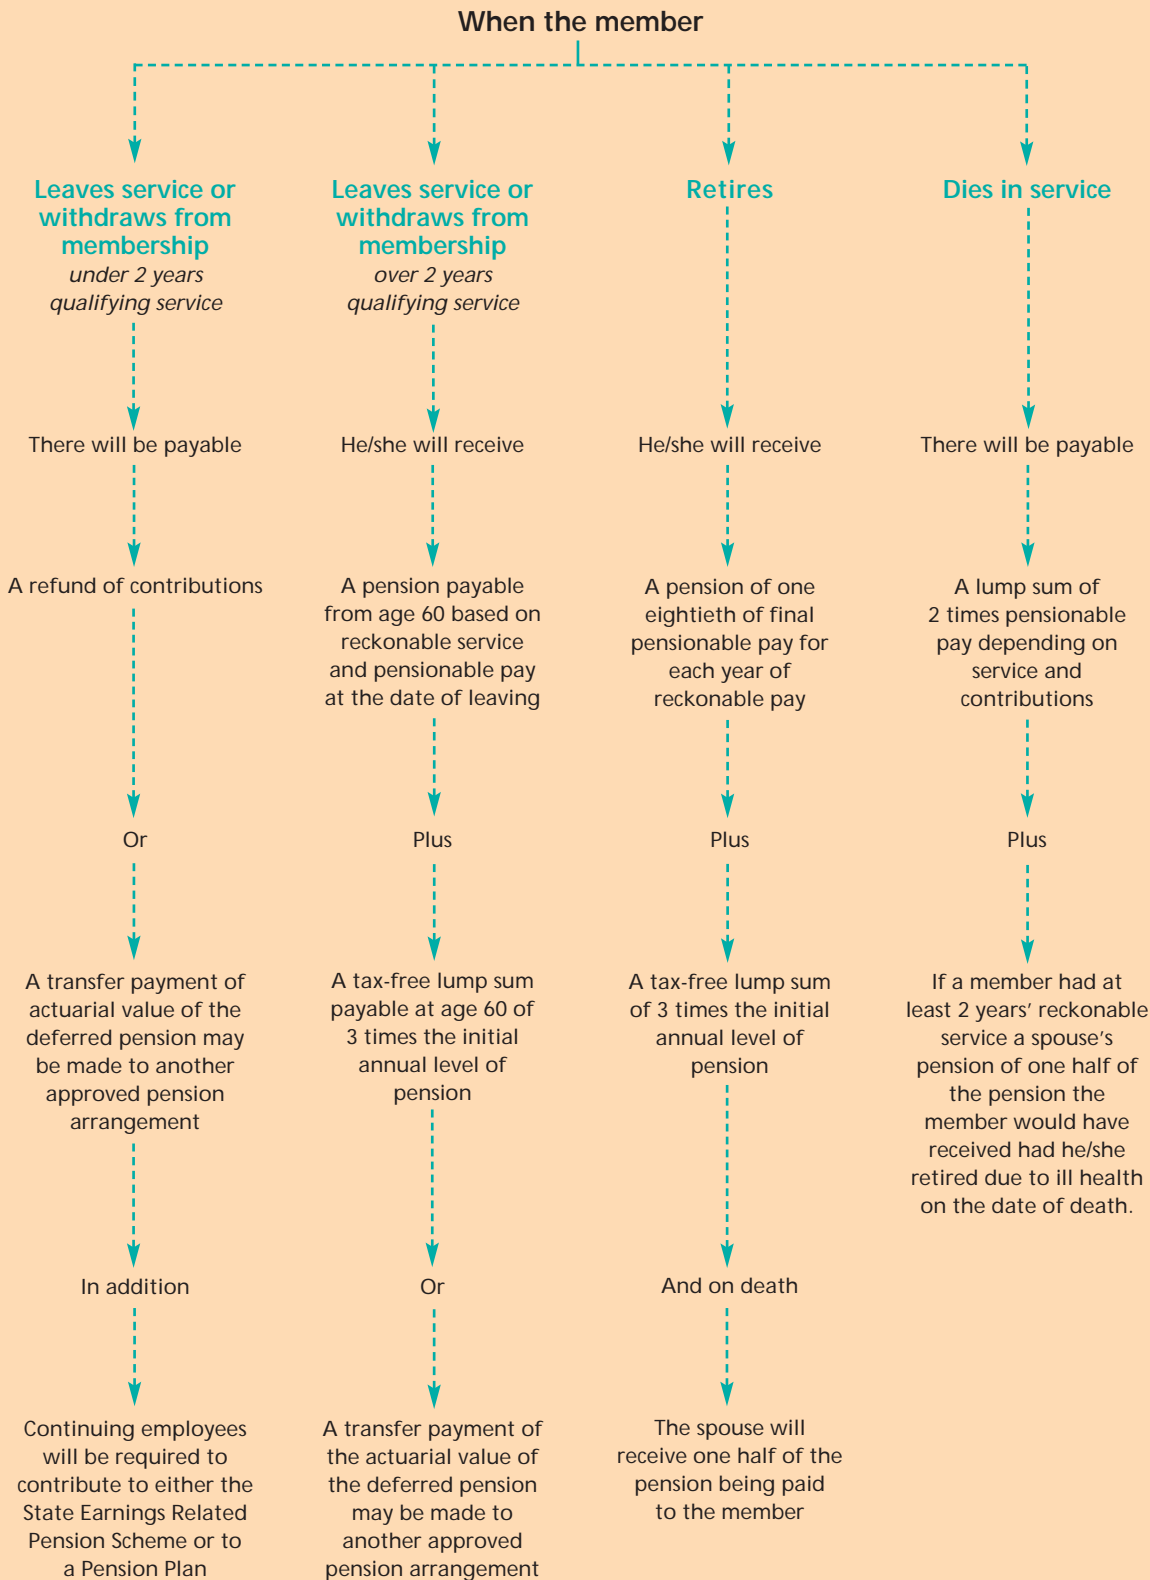 When the member
Leaves service or
withdraws from
membership
under 2 years
qualifying service
There will be payable
A refund of contributions
Or
A transfer payment of
actuarial value of the
deferred pension may
be made to another
approved pension
arrangement
In addition
Continuing employees
will be required to
contribute to either the
State Earnings Related
Pension Scheme or to
a Pension Plan
Leaves service or
withdraws from
membership
over 2 years
qualifying service
He/she will receive
A pension payable
from age 60 based on
reckonable service
and pensionable pay
at the date of leaving
Plus
A tax-free lump sum
payable at age 60 of
3 times the initial
annual level of
pension
Or
A transfer payment of
the actuarial value of
the deferred pension
may be made to
another approved
pension arrangement
Retires
He/she will receive
A pension of one
eightieth of final
pensionable pay for
each year of
reckonable pay
Plus
A tax-free lump sum
of 3 times the initial
annual level of
pension
And on death
The spouse will
receive one half of the
pension being paid
to the member
Dies in service
There will be payable
A lump sum of
2 times pensionable
pay depending on
service and
contributions
Plus
If a member had at
least 2 years’ reckonable
service a spouse’s
pension of one half of
the pension the
member would have
received had he/she
retired due to ill health
on the date of death.